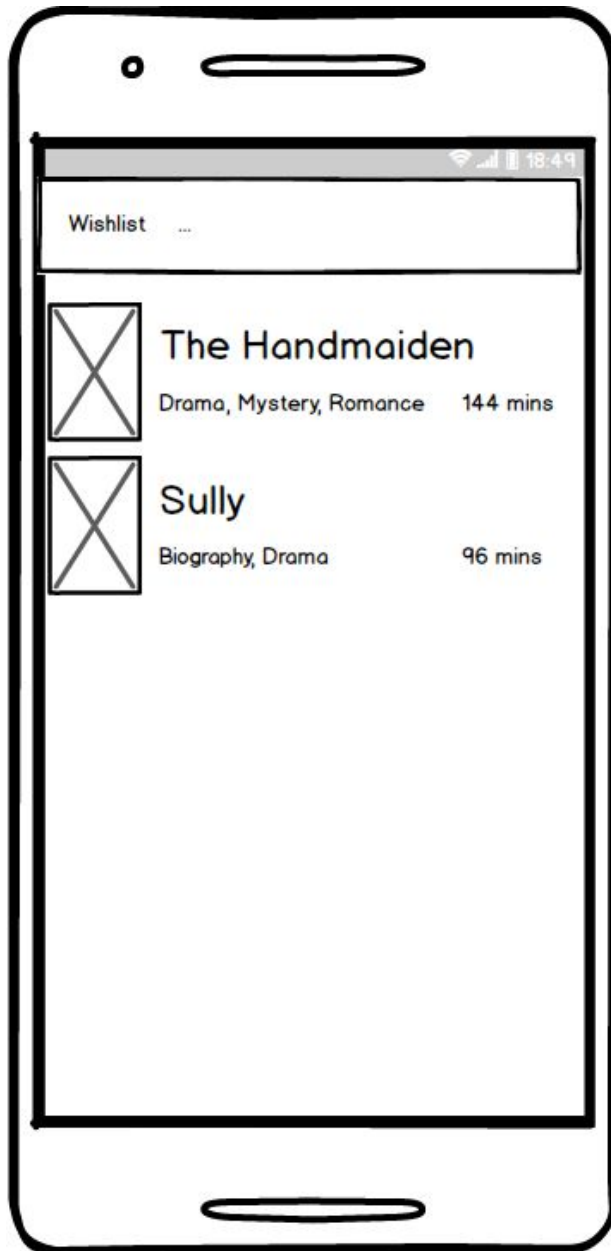 18:49
Wishlist ...
The Handmaiden
Drama, Mystery, Romance 144 mins
Sully
Biography, Drama 96 mins